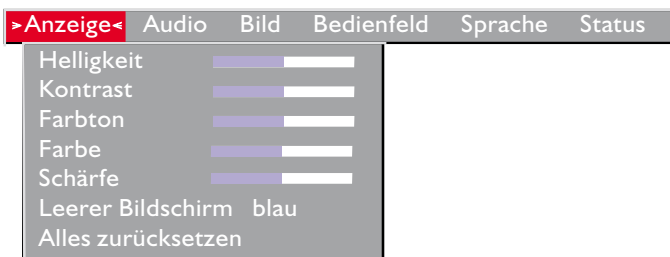 >Anzeige< Audio Bild Bedienfeld Sprache Status
Helligkeit
Kontrast
Farbton
Farbe
Schärfe
Leerer Bildschirm blau
Alles zurücksetzen